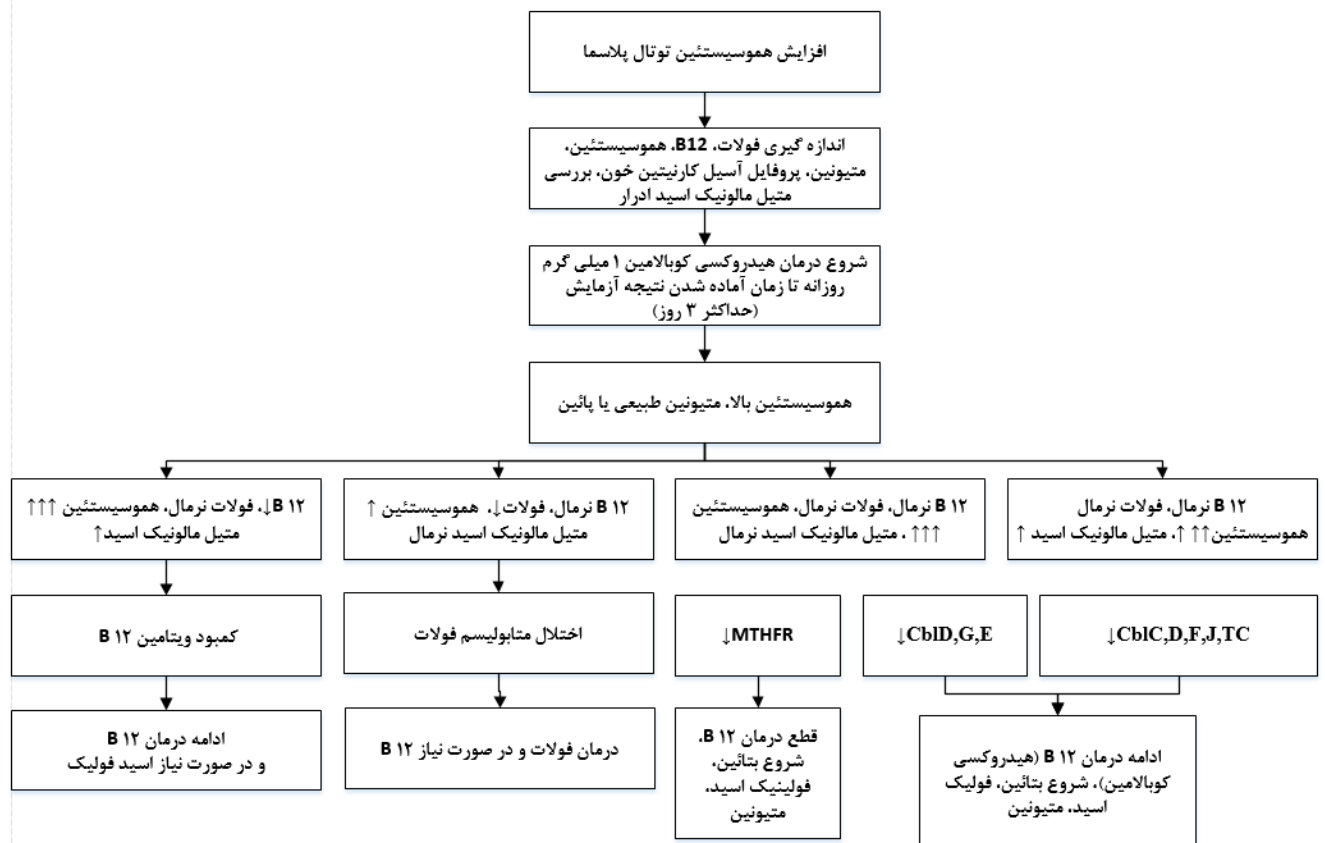 افزایش هموسیستئین توتال پلاسما
اندازه گیری فولات، B12، هموسیستئین،
متیونین، پروفایل آسیل کارنیتین خون، بررسی
متیل مالونیک اسید ادرار
شروع درمان هیدروکسی کوبالامین ۱ میلی گرم
روزانه تا زمان آماده شدن نتیجه آزمایش
(حداکثر ۳ روز)
هموسیستئین بالا، متیونین طبیعی یا پائین
B ۱۲ نرمال، فولات نرمال
هموسیستئین↑↑ ↑، متیل مالونیک اسید ↑
B ۱۲ نرمال، فولات نرمال، هموسیستئین
↑↑↑ ، متیل مالونیک اسید نرمال
B ۱۲ نرمال، فولات↓، هموسیستئین ↑
متیل مالونیک اسید نرمال
B ۱۲↓، فولات نرمال، هموسیستئین ↑↑↑
متیل مالونیک اسید↑
↓CblC,D,F,J,TC
↓CblD,G,E
↓MTHFR
اختلال متابولیسم فولات
کمبود ویتامین B ۱۲
ادامه درمان B ۱۲ (هیدروکسی
کوبالامین)، شروع بتائین، فولیک
اسید، متیونین
قطع درمان B ۱۲،
شروع بتائین،
فولینیک اسید،
متیونین
درمان فولات و در صورت نیاز B ۱۲
ادامه درمان B ۱۲
و در صورت نیاز اسید فولیک